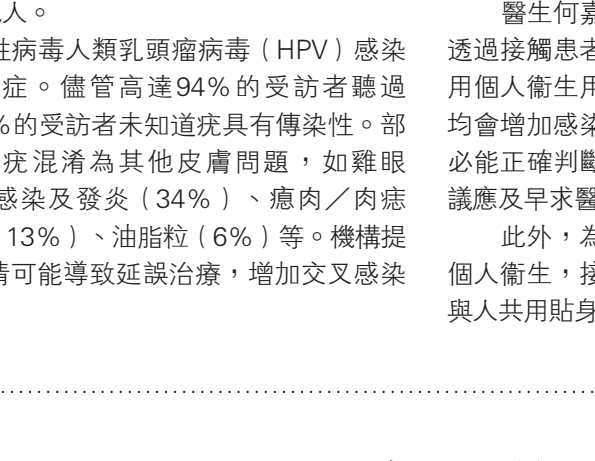 人。
性病毒人類乳頭瘤病毒（HPV）感染
症。儘管高達94%的受訪者聽過
%的受訪者未知道疣具有傳染性。部
疣混淆為其他皮膚問題，如雞眼
感染及發炎（34%）、瘜肉／肉痣
13%）、油脂粒（6%）等。機構提
情可能導致延誤治療，增加交叉感染
醫生何嘉
透過接觸患者
用個人衞生用
均會增加感染
必能正確判斷
議應及早求醫
此外，為
個人衞生，接
與人共用貼身